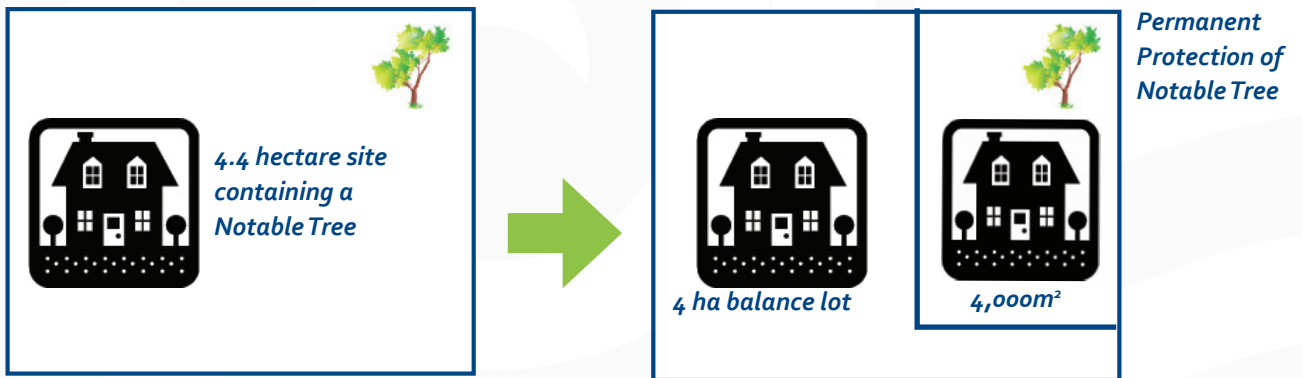 4.4 hectare site
containing a
Notable Tree
4 ha balance lot
4,000m²
Permanent
Protection of
Notable Tree